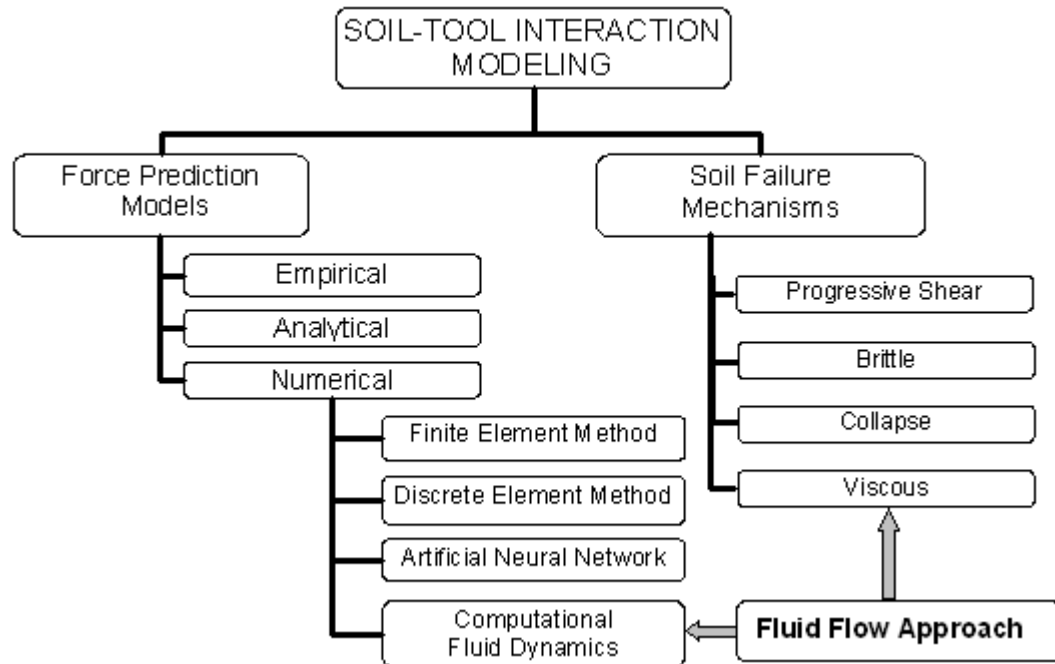 SOIL-TOOL INTERACTION
MODELING
Force Prediction
Models
Soil Failure
Mechanisms
Empirical
Analytical
Numerical
Finite Element Method
Discrete Element Method
Artificial Neural Network
Computational
Fluid Dynamics
Progressive Shear
Brittle
Collapse
Viscous
Fluid Flow Approach